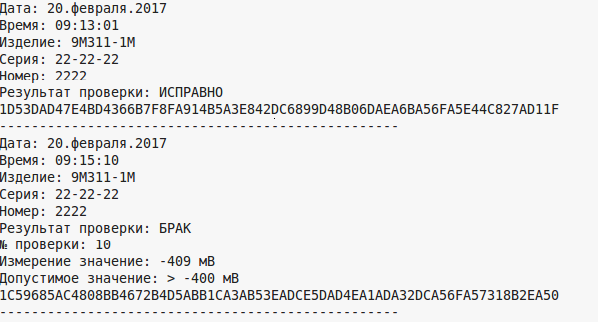 Дата: 20.февраля.2017
Время: 09:13:01
Изделие: 9М311-1М
Серия: 22-22-22
Номер: 2222
Результат проверки: ИСПРАВНО
1D53DAD47E4BD4366B7F8FA914B5A3E842DC6899D48B06DAEA6BA56FA5E44C827AD11F
--------------------------------------------------
Дата: 20.февраля.2017
Время: 09:15:10
Изделие: 9М311-1М
Серия: 22-22-22
Номер: 2222
Результат проверки: БРАК
№ проверки: 10
Измерение значение: -409 мВ
Допустимое значение: > -400 мВ
1C59685AC4808BB4672B4D5ABB1CA3AB53EADCE5DAD4EA1ADA32DCA56FA57318B2EA50
--------------------------------------------------